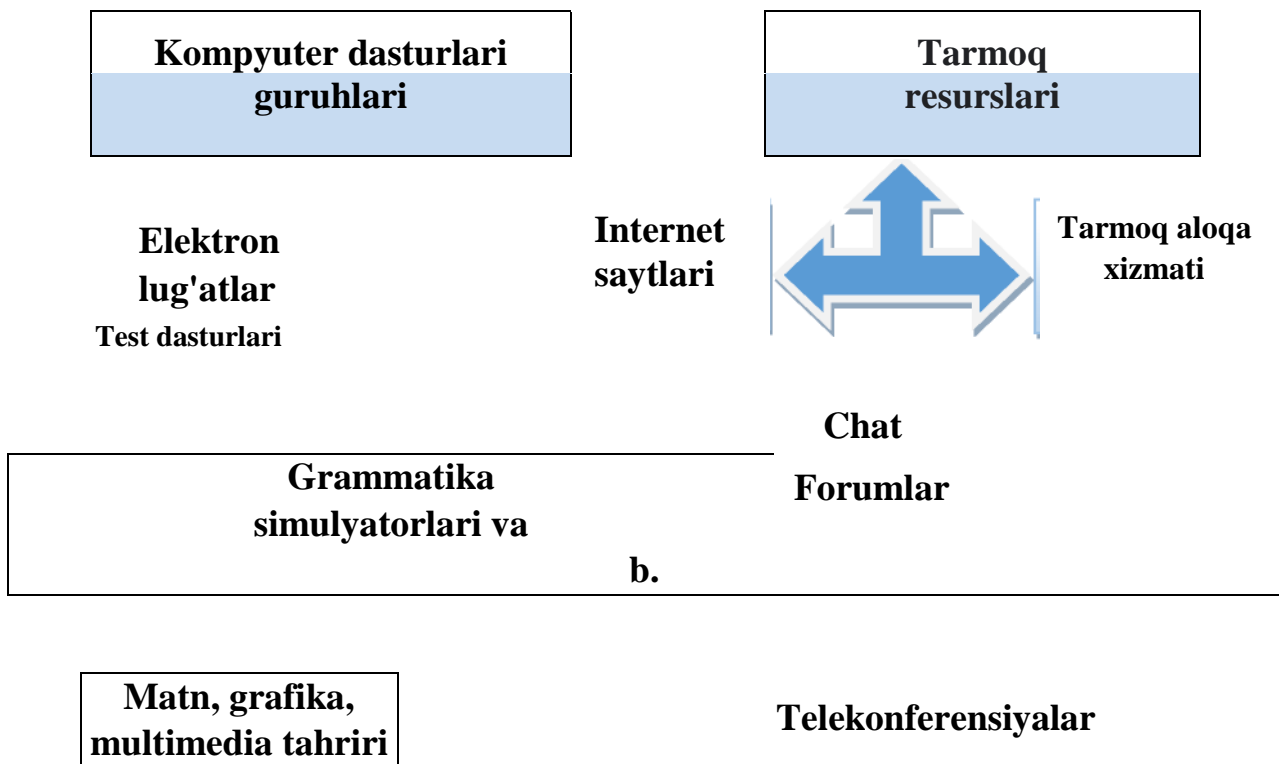 Kompyuter dasturlari
guruhlari
Tarmoq
resurslari
Elektron
lug'atlar
Test dasturlari
Internet
saytlari
Tarmoq aloqa
xizmati
Chat
Forumlar
Grammatika
simulyatorlari va
b.
Matn, grafika,
multimedia tahriri
Telekonferensiyalar